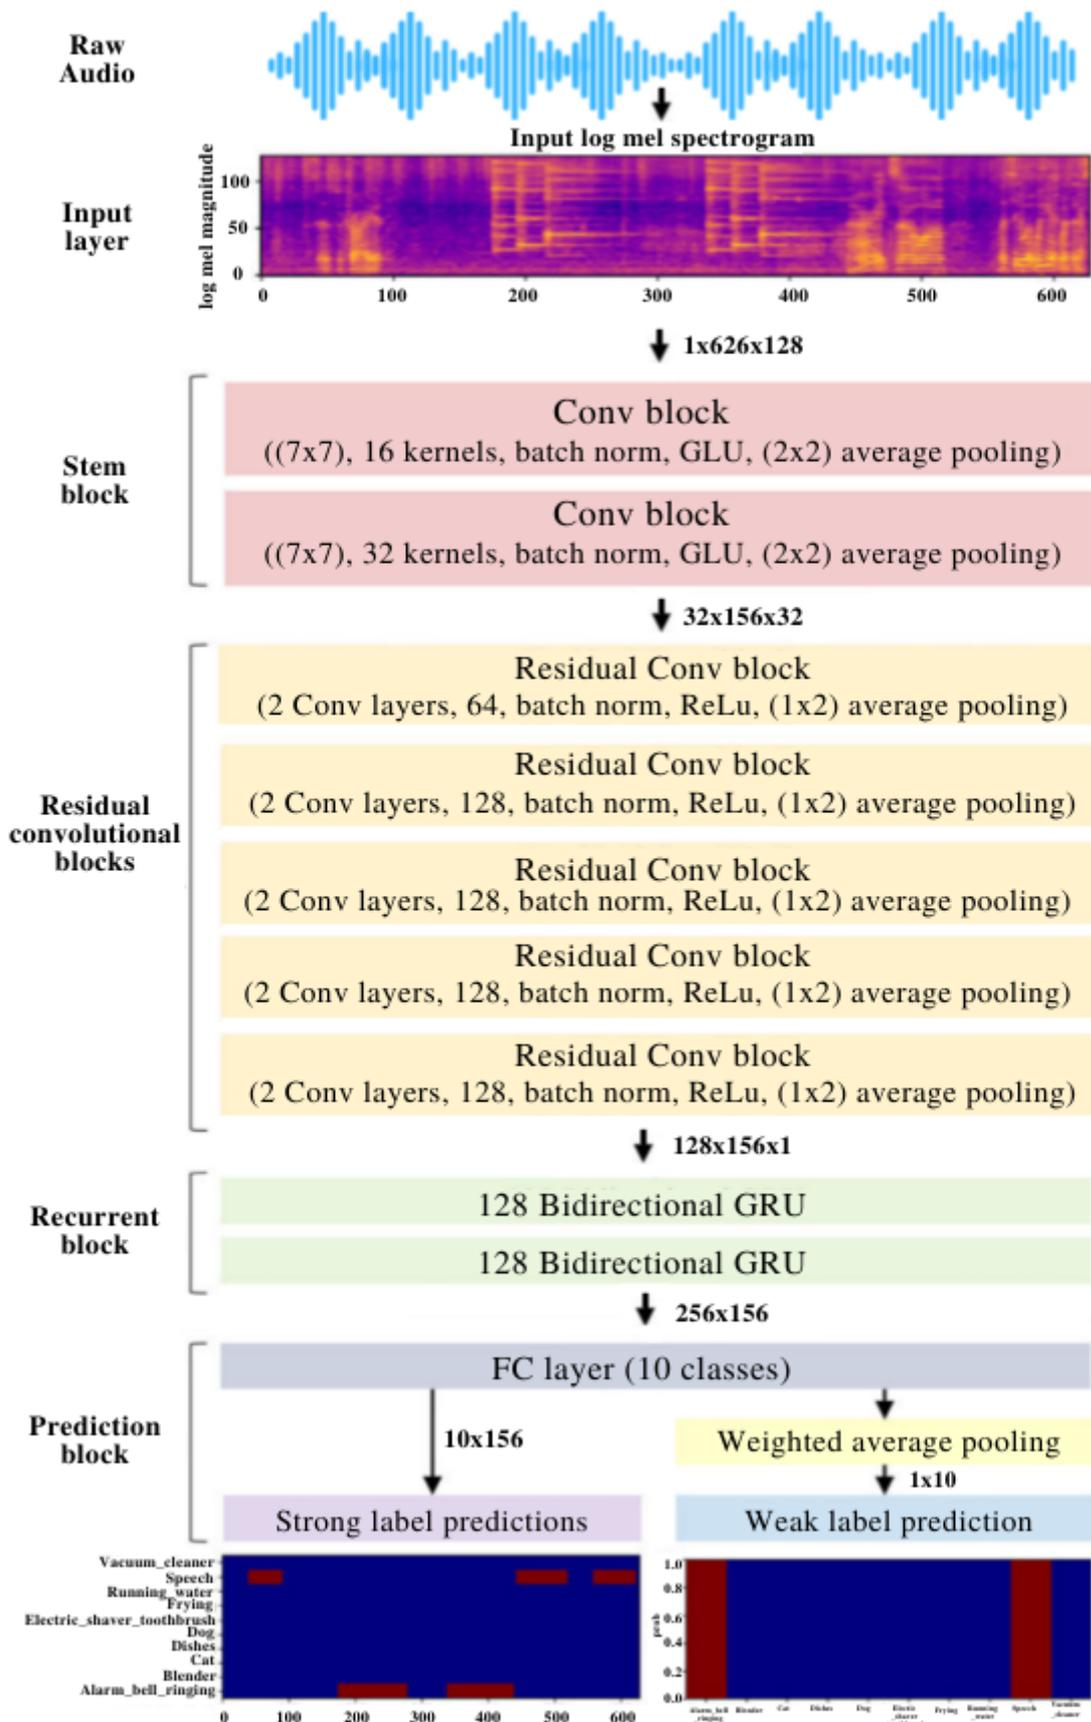 Raw
Audio
Input log mel spectrogram
Input
layer
log mel magnitude
100
50
0
0 100 200 300 400 500 600
1x626x128
Stem
block
Conv block
((7x7), 16 kernels, batch norm, GLU, (2x2) average pooling)
Conv block
((7x7), 32 kernels, batch norm, GLU, (2x2) average pooling)
32x156x32
Residual
convolutional
blocks
Residual Conv block
(2 Conv layers, 64, batch norm, ReLu, (1x2) average pooling)
Residual Conv block
(2 Conv layers, 128, batch norm, ReLu, (1x2) average pooling)
Residual Conv block
(2 Conv layers, 128, batch norm, ReLu, (1x2) average pooling)
Residual Conv block
(2 Conv layers, 128, batch norm, ReLu, (1x2) average pooling)
Residual Conv block
(2 Conv layers, 128, batch norm, ReLu, (1x2) average pooling)
128x156x1
Recurrent
block
128 Bidirectional GRU
128 Bidirectional GRU
256x156
Prediction
block
FC layer (10 classes)
10x156
Weighted average pooling
1x10
Strong label predictions
Weak label prediction
Vacuum_cleaner
Speech
Running_water
Frying
Electric_shaver_toothbrush
Dog
Dishes
Cat
Blender
Alarm_bell_ringing
0 100 200 300 400 500 600
1.0
0.8
0.6
0.4
0.2
0.0
Alarm_bell
_ringing
Blender
Cat
Dishes
Dog
Frying
Running
_water
Speech
Vacuum
_cleaner